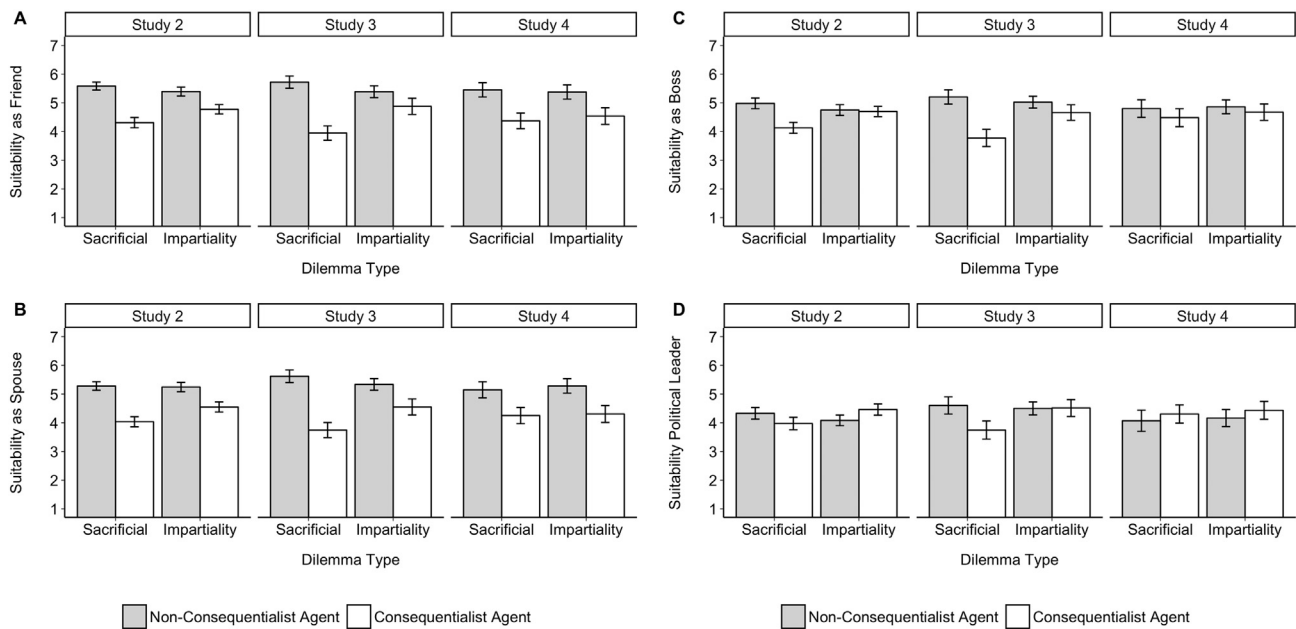 A
Study 2 Study 3 Study 4
Suitability as Friend
7
6
5
4
3
2
1
Sacrificial Impartiality Sacrificial Impartiality Sacrificial Impartiality
Dilemma Type
B
Study 2 Study 3 Study 4
Suitability as Spouse
7
6
5
4
3
2
1
Sacrificial Impartiality Sacrificial Impartiality Sacrificial Impartiality
Dilemma Type
Non-Consequentialist Agent Consequentialist Agent
C
Study 2 Study 3 Study 4
Suitability as Boss
7
6
5
4
3
2
1
Sacrificial Impartiality Sacrificial Impartiality Sacrificial Impartiality
Dilemma Type
D
Study 2 Study 3 Study 4
Suitability Political Leader
7
6
5
4
3
2
1
Sacrificial Impartiality Sacrificial Impartiality Sacrificial Impartiality
Dilemma Type
Non-Consequentialist Agent Consequentialist Agent